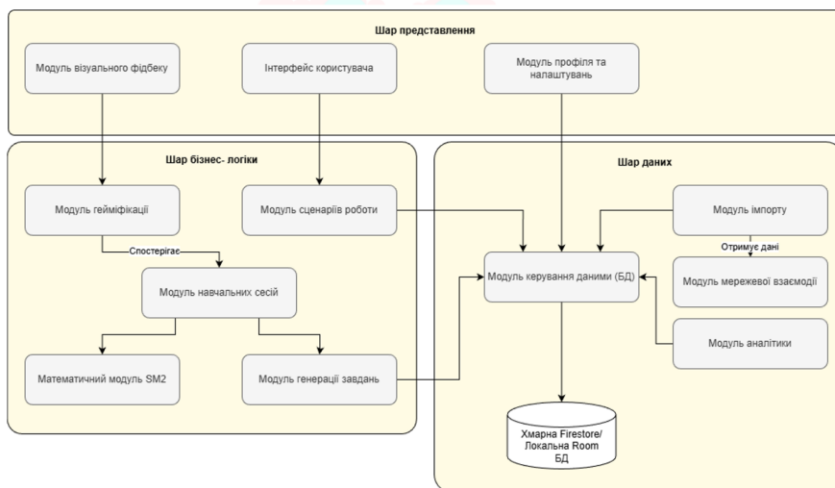 Шар представлення
Модуль візуального фідбеку
Інтерфейс користувача
Модуль профіля та
налаштувань
Шар бізнес- логіки
Модуль гейміфікації
Модуль сценаріїв роботи
Спостерігає
Модуль навчальних сесій
Математичний модуль SM2
Модуль генерації завдань
Шар даних
Модуль імпорту
Отримує дані
Модуль керування даними (БД)
Модуль мережевої взаємодії
Модуль аналітики
Хмарна Firestore/
Локальна Room
БД